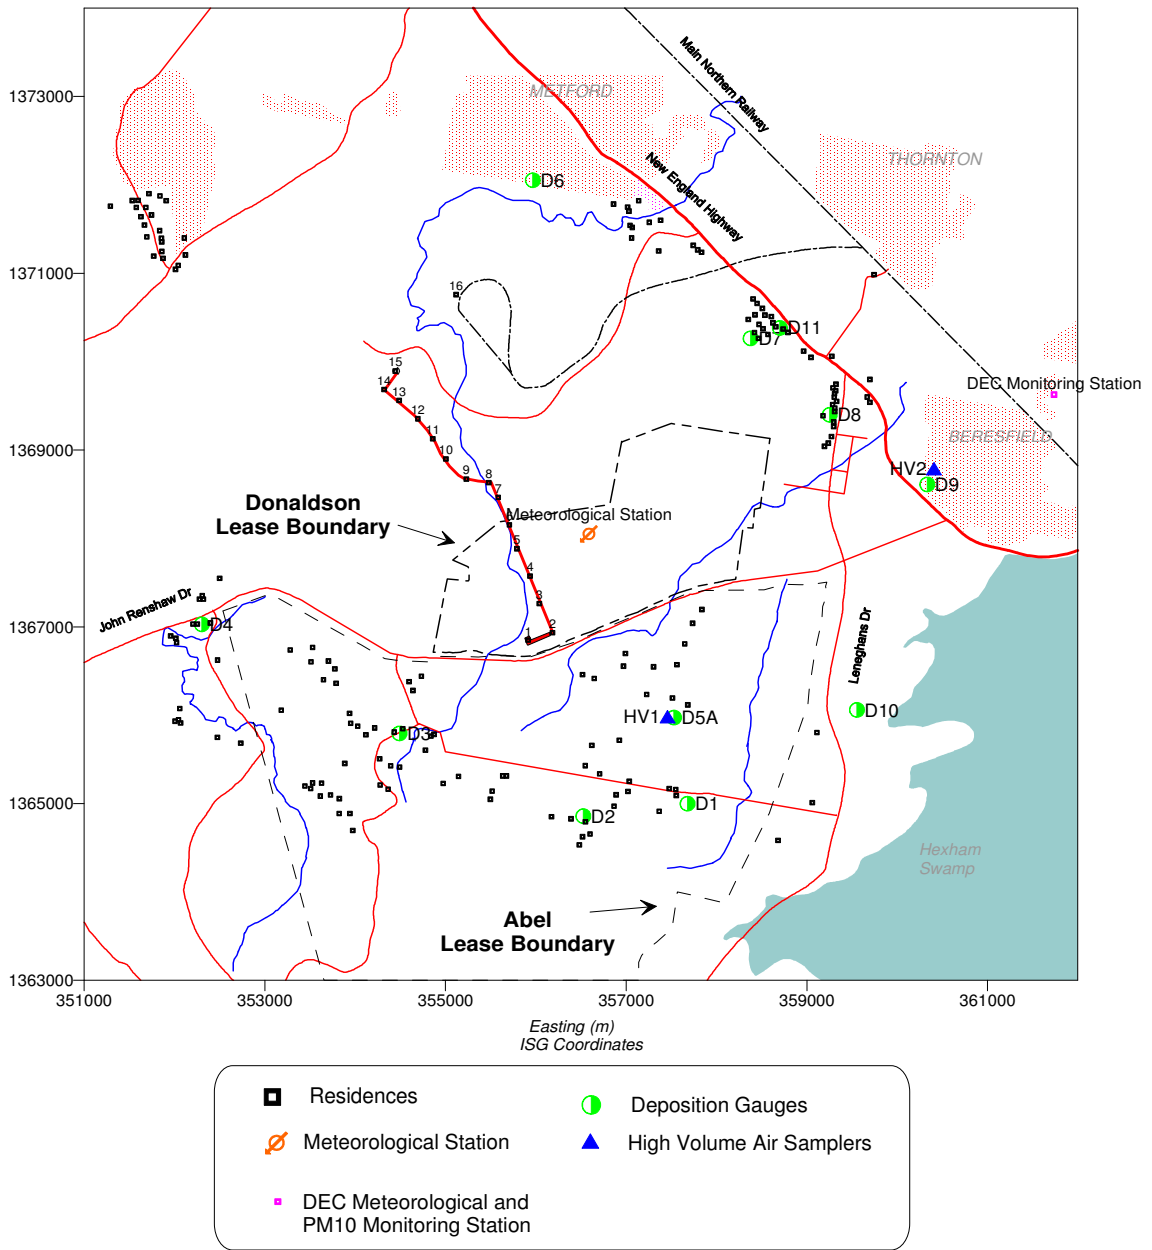 Main Northern Railway
1373000
METFORD
THORNTON
New England Highway
D6
1371000
16
D11
D7
15
14
13
DEC Monitoring Station
12
D8
11
BERESFIELD
1369000
10
HV2
9
8
D9
7
Donaldson
Lease Boundary
6
Meteorological Station
5
4
John Renshaw Dr
3
D4
1367000
1
2
Leneghans Dr
HV1
D5A
D10
D3
1365000
D2
D1
Hexham
Swamp
Abel
Lease Boundary
1363000
351000
353000
355000
357000
359000
361000
Easting (m)
ISG Coordinates
Residences
Deposition Gauges
Meteorological Station
High Volume Air Samplers
DEC Meteorological and
PM10 Monitoring Station